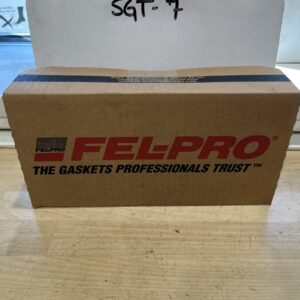 SGT-7
FEL-PRO
FEL-PRO®
THE GASKETS PROFESSIONALS TRUST™